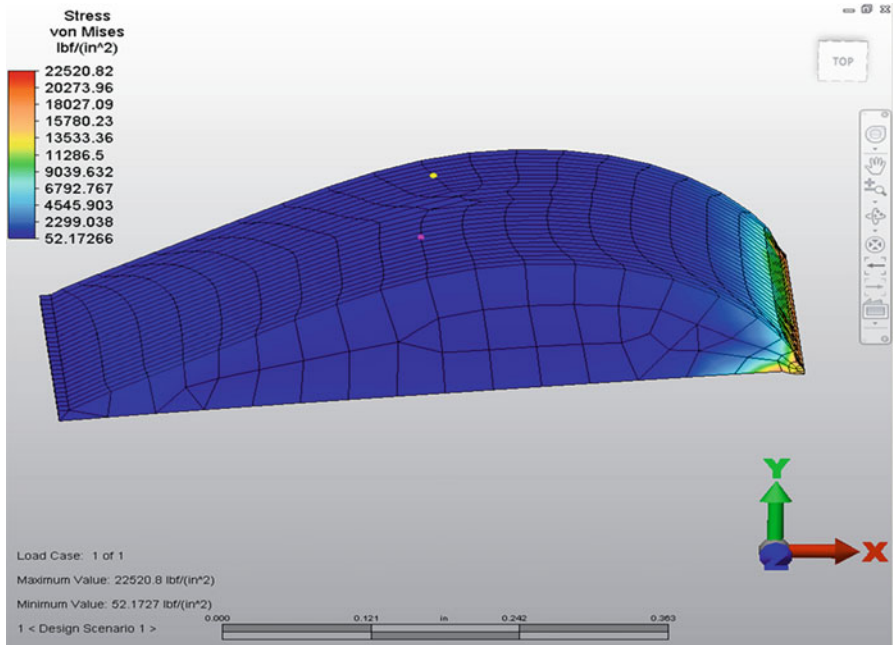 Stress
von Mises
lbf/(in^2)
22520.82
20273.96
18027.09
15780.23
13533.36
11286.5
9039.632
6792.767
4545.903
2299.038
52.17266
TOP
Y
X
Z
Load Case: 1 of 1
Maximum Value: 22520.8 lbf/(in^2)
Minimum Value: 52.1727 lbf/(in^2)
1 < Design Scenario 1 >
0.000 0.121 in 0.242 0.363